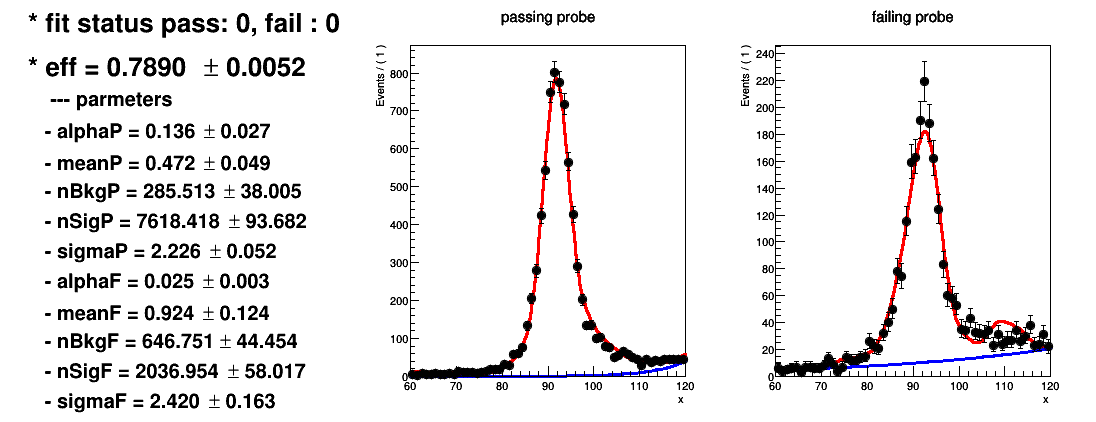 * fit status pass: 0, fail : 0
* eff = 0.7890 ± 0.0052
--- parmeters
- alphaP = 0.136 ± 0.027
- meanP = 0.472 ± 0.049
- nBkgP = 285.513 ± 38.005
- nSigP = 7618.418 ± 93.682
- sigmaP = 2.226 ± 0.052
- alphaF = 0.025 ± 0.003
- meanF = 0.924 ± 0.124
- nBkgF = 646.751 ± 44.454
- nSigF = 2036.954 ± 58.017
- sigmaF = 2.420 ± 0.163
passing probe
Events / ( 1 )
800
700
600
500
400
300
200
100
0
60 70 80 90 100 110 120
x
failing probe
Events / ( 1 )
240
220
200
180
160
140
120
100
80
60
40
20
0
60 70 80 90 100 110 120
x